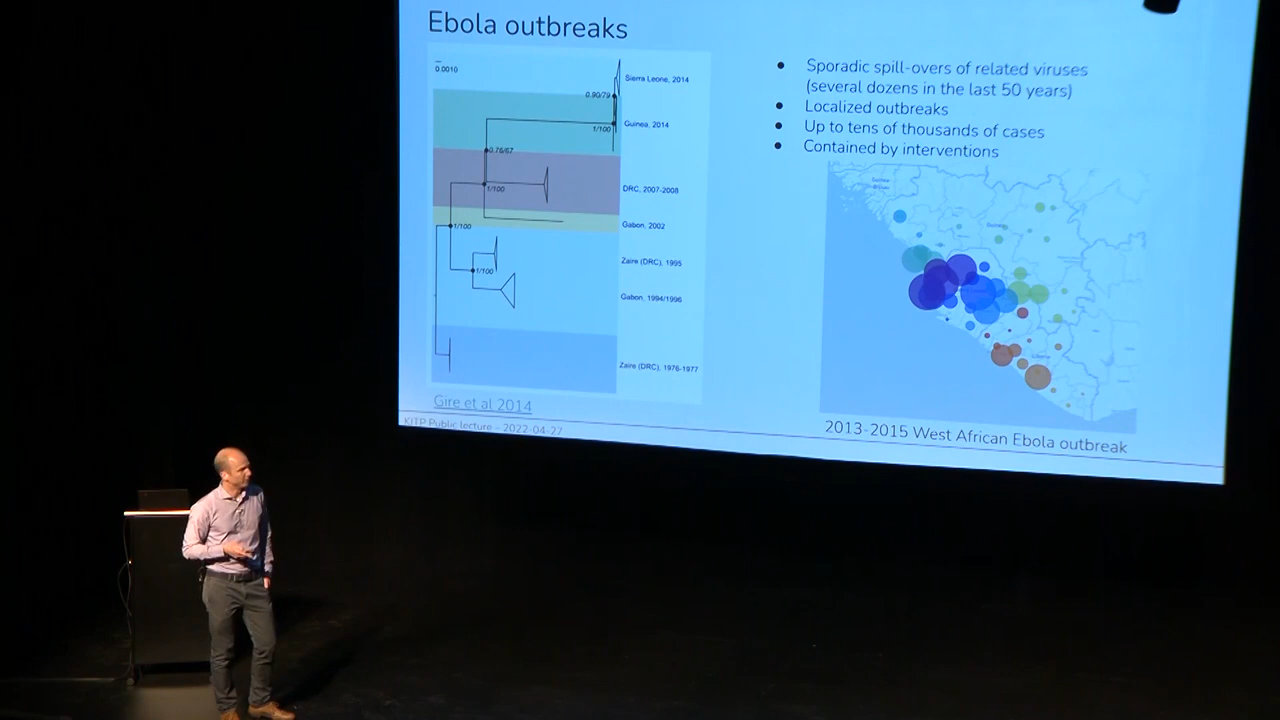 Ebola outbreaks
0.0010
Sierra Leone, 2014
0.90/79
Guinea, 2014
1/100
0.76/67
DRC, 2007-2008
1/100
Gabon, 2002
1/100
Zaire (DRC), 1995
1/100
Gabon, 1994/1996
Zaire (DRC), 1976-1977
Gire et al 2014
KITP Public lecture - 2022-04-27
● Sporadic spill-overs of related viruses
(several dozens in the last 50 years)
● Localized outbreaks
● Up to tens of thousands of cases
● Contained by interventions
2013-2015 West African Ebola outbreak